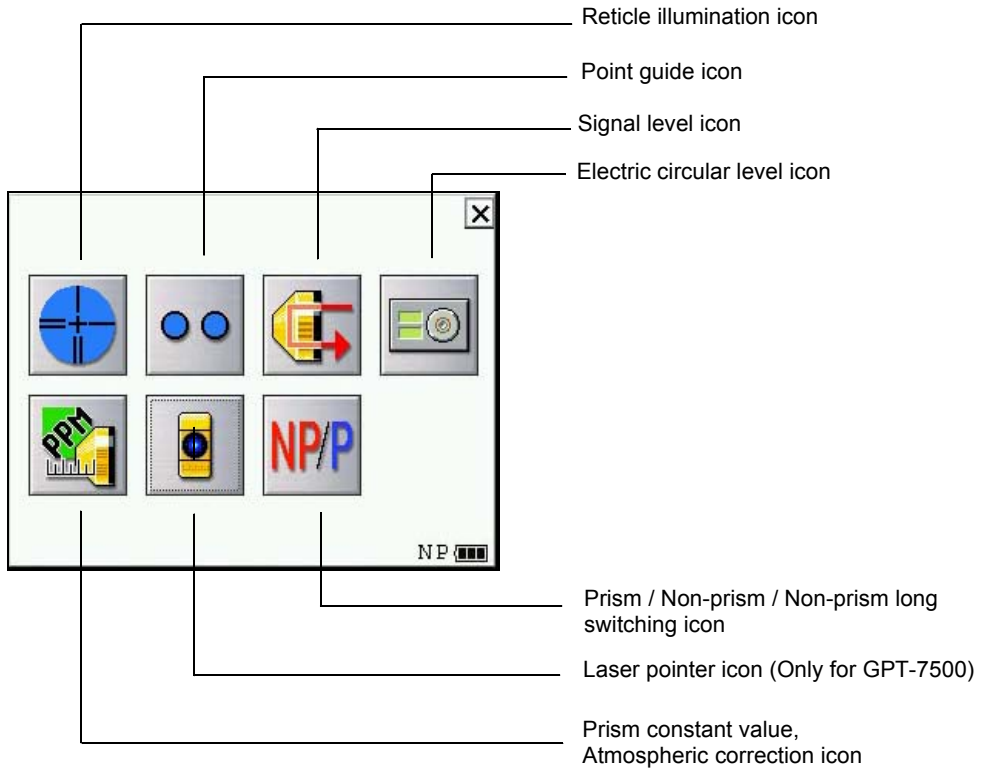 Reticle illumination icon
Point guide icon
Signal level icon
Electric circular level icon
PPM
NP/P
NP
Prism / Non-prism / Non-prism long
switching icon
Laser pointer icon (Only for GPT-7500)
Prism constant value,
Atmospheric correction icon